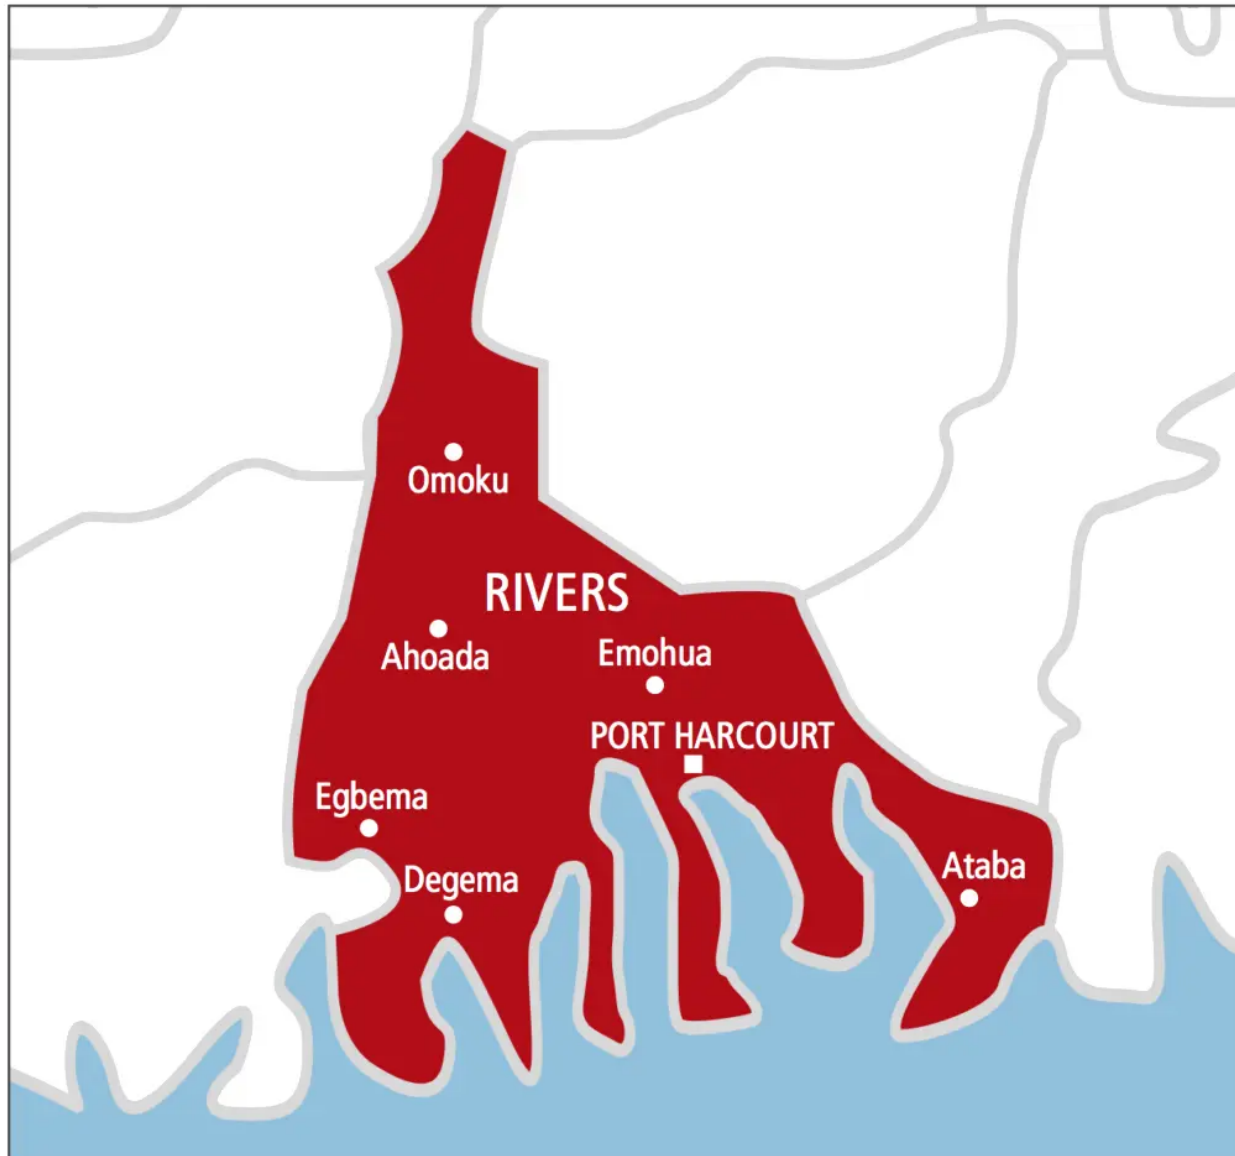 Omoku
RIVERS
Ahoada
Emohua
PORT HARCOURT
Egbema
Degema
Ataba